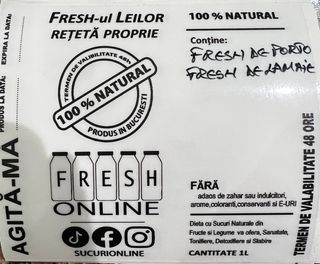 EXPIRA LA DATA:
PRODUS LA DATA:
AGITĂ-MA
FRESH-ul LEILOR
REȚETĂ PROPRIE
TERMEN DE VALABILITATE 48H
100 % NATURAL
PRODUS IN BUCURESTI
FRESH
ONLINE
SUCURIONLINE
100 % NATURAL
Conține:
FRESH DE PORTO
FRESH DE
FĂRĂ
adaos de zahar sau indulcitori,
arome,coloranti,conservanti si E-URI
Dieta cu Sucuri Naturale din
Fructe si Legume va ofera, Sanatate,
Tonifiere, Detoxifiere si Slabire
CANTITATE 1L
TERMEN DE VALABILITATE 48 ORE